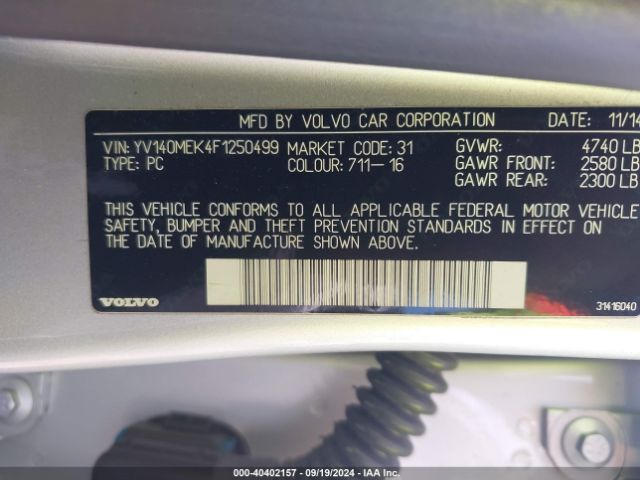 MFD BY VOLVO CAR CORPORATION DATE: 11/14
VIN: YV140MEK4F1250499 MARKET CODE: 31 GVWR: 4740 LB
TYPE: PC COLOUR: 711-16 GAWR FRONT: 2580 LB
GAWR REAR: 2300 LB
THIS VEHICLE CONFORMS TO ALL APPLICABLE FEDERAL MOTOR VEHICLE
SAFETY, BUMPER AND THEFT PREVENTION STANDARDS IN EFFECT ON
THE DATE OF MANUFACTURE SHOWN ABOVE.
VOLVO 31416040
000-40402157 - 09/19/2024 - IAA Inc.